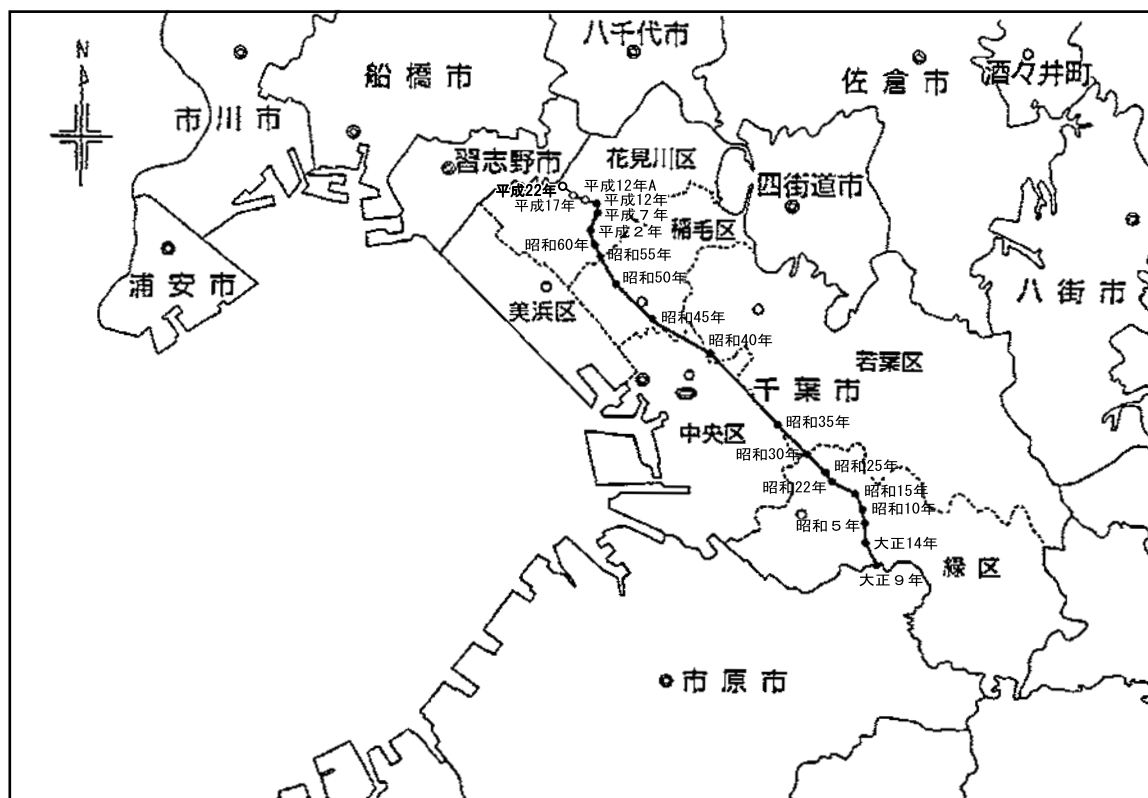 N
八千代市
船橋市
佐倉市
酒々井町
市川市
習志野市
花見川区
四街道市
平成22年
平成12年A
平成17年
平成12年
平成７年
稲毛区
平成２年
昭和60年
昭和55年
昭和50年
浦安市
美浜区
八街市
昭和45年
昭和40年
若葉区
千葉市
昭和35年
中央区
昭和30年
昭和25年
昭和22年
昭和15年
昭和10年
昭和５年
大正14年
緑区
大正９年
市原市